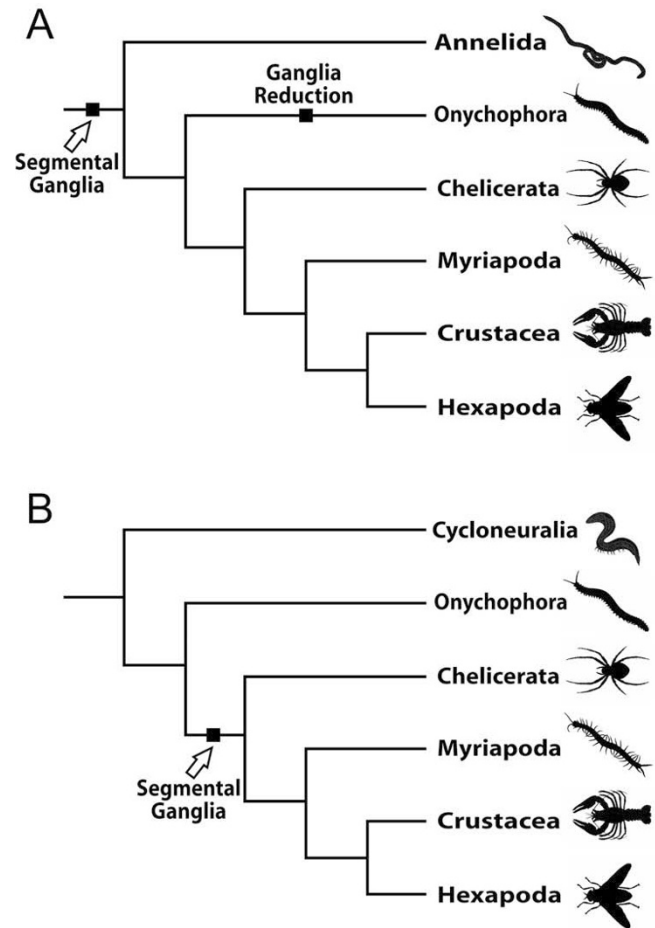 A
Annelida
Ganglia
Reduction
Onychophora
Segmental
Ganglia
Chelicerata
Myriapoda
Crustacea
Hexapoda
B
Cycloneuralia
Onychophora
Chelicerata
Segmental
Ganglia
Myriapoda
Crustacea
Hexapoda